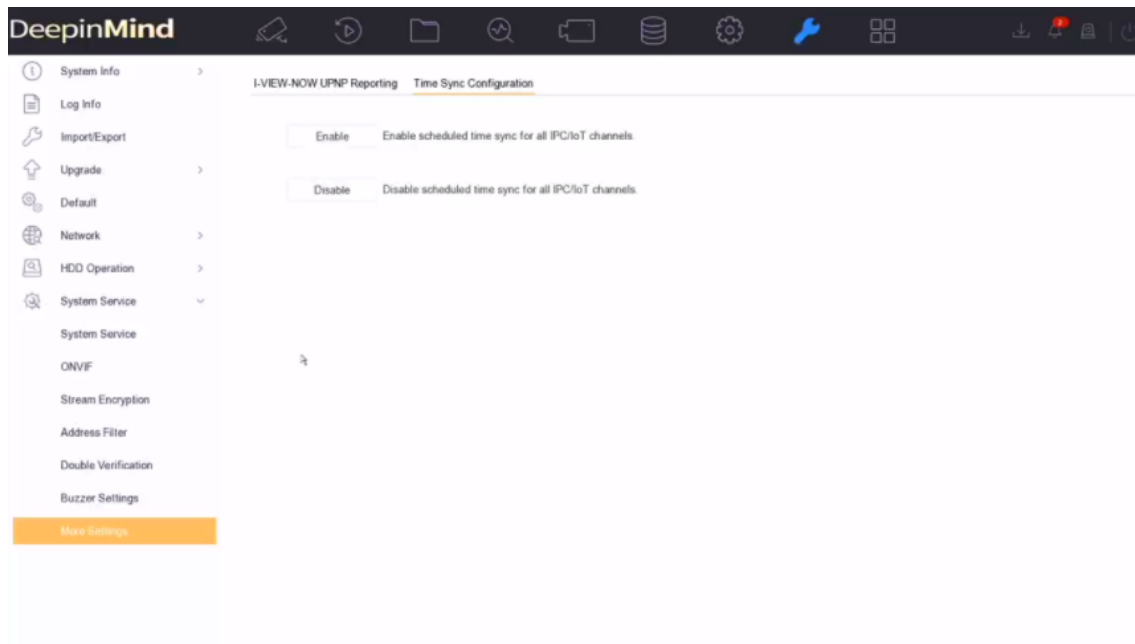 DeepinMind
2
System Info
Log Info
Import/Export
Upgrade
Default
Network
HDD Operation
System Service
System Service
ONVIF
Stream Encryption
Address Filter
Double Verification
Buzzer Settings
More Settings
I-VIEW-NOW UPNP Reporting Time Sync Configuration
Enable Enable scheduled time sync for all IPC/IoT channels.
Disable Disable scheduled time sync for all IPC/IoT channels.